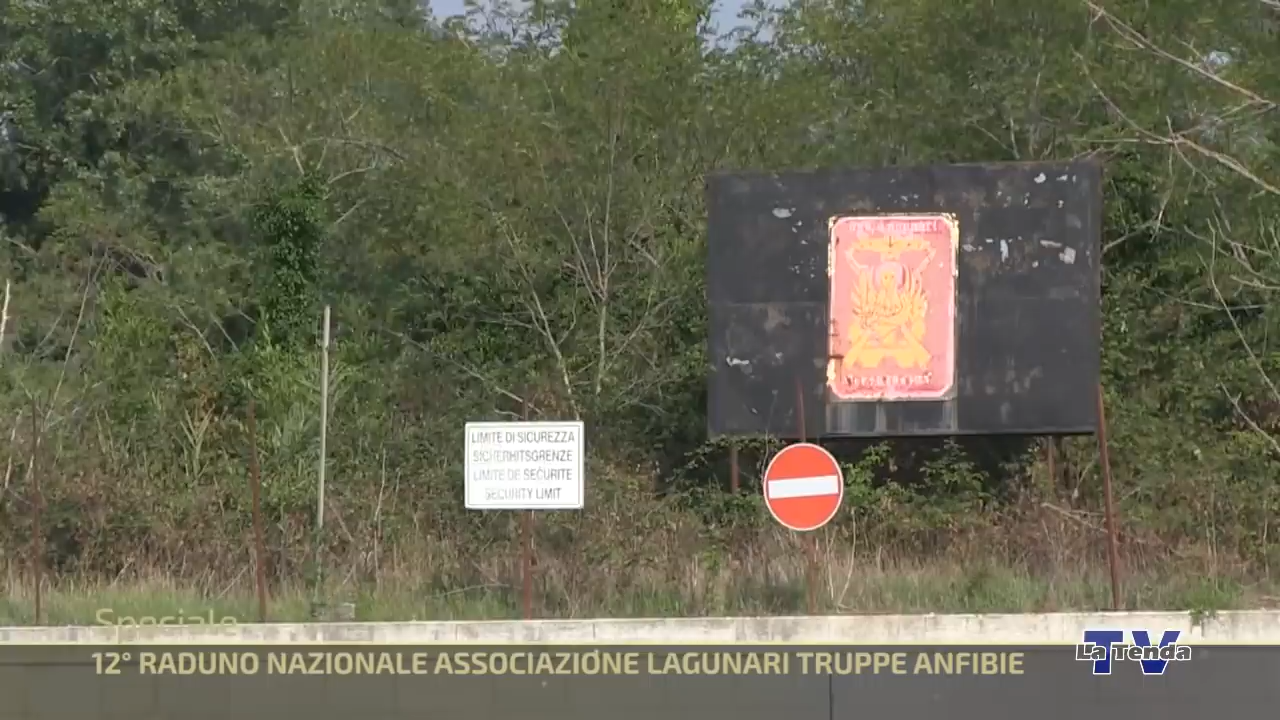 LIMITE DI SICUREZZA
SICHERHITSGRENZE
LIMITE DE SECURITE
SECURITY LIMIT
Speciale
12° RADUNO NAZIONALE ASSOCIAZIONE LAGUNARI TRUPPE ANFIBIE
La Tenda
TV